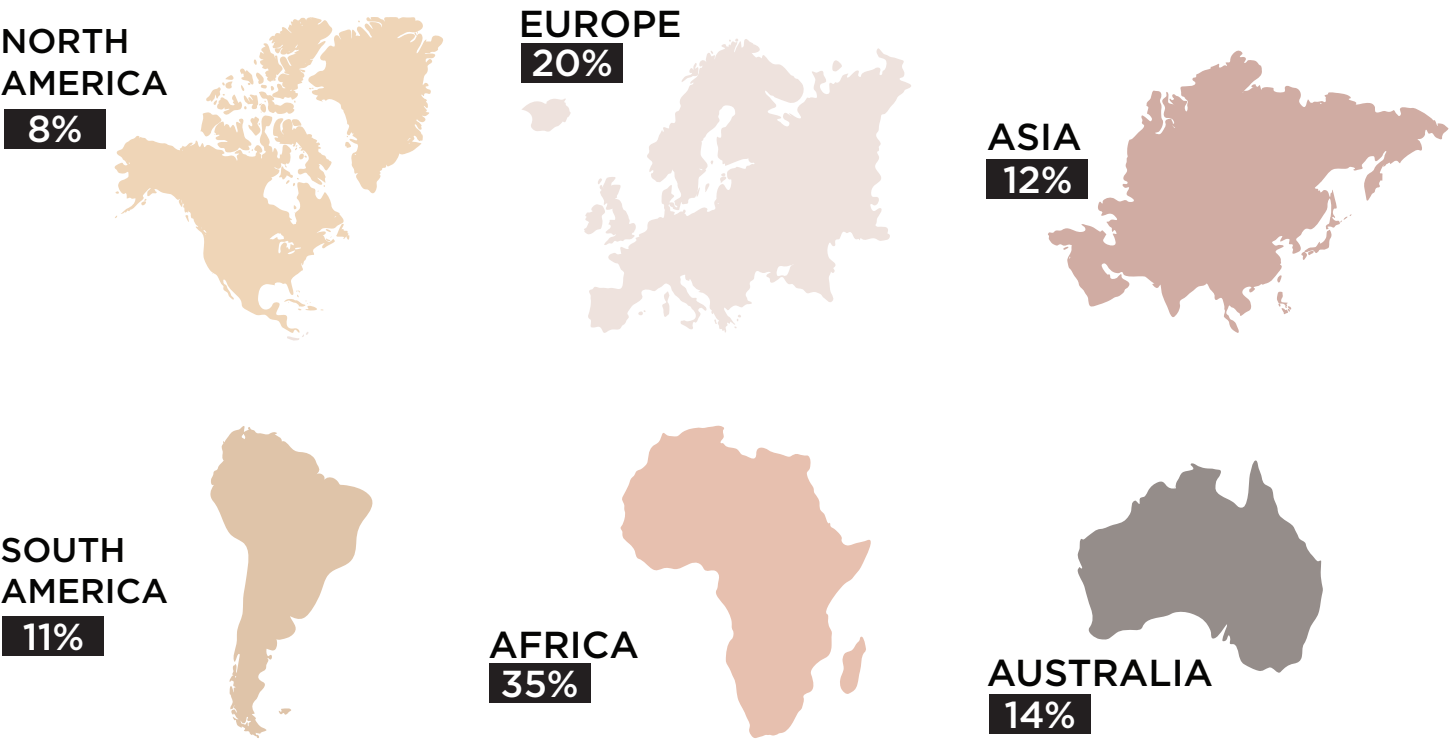 NORTH
AMERICA
8%
EUROPE
20%
ASIA
12%
SOUTH
AMERICA
11%
AFRICA
35%
AUSTRALIA
14%